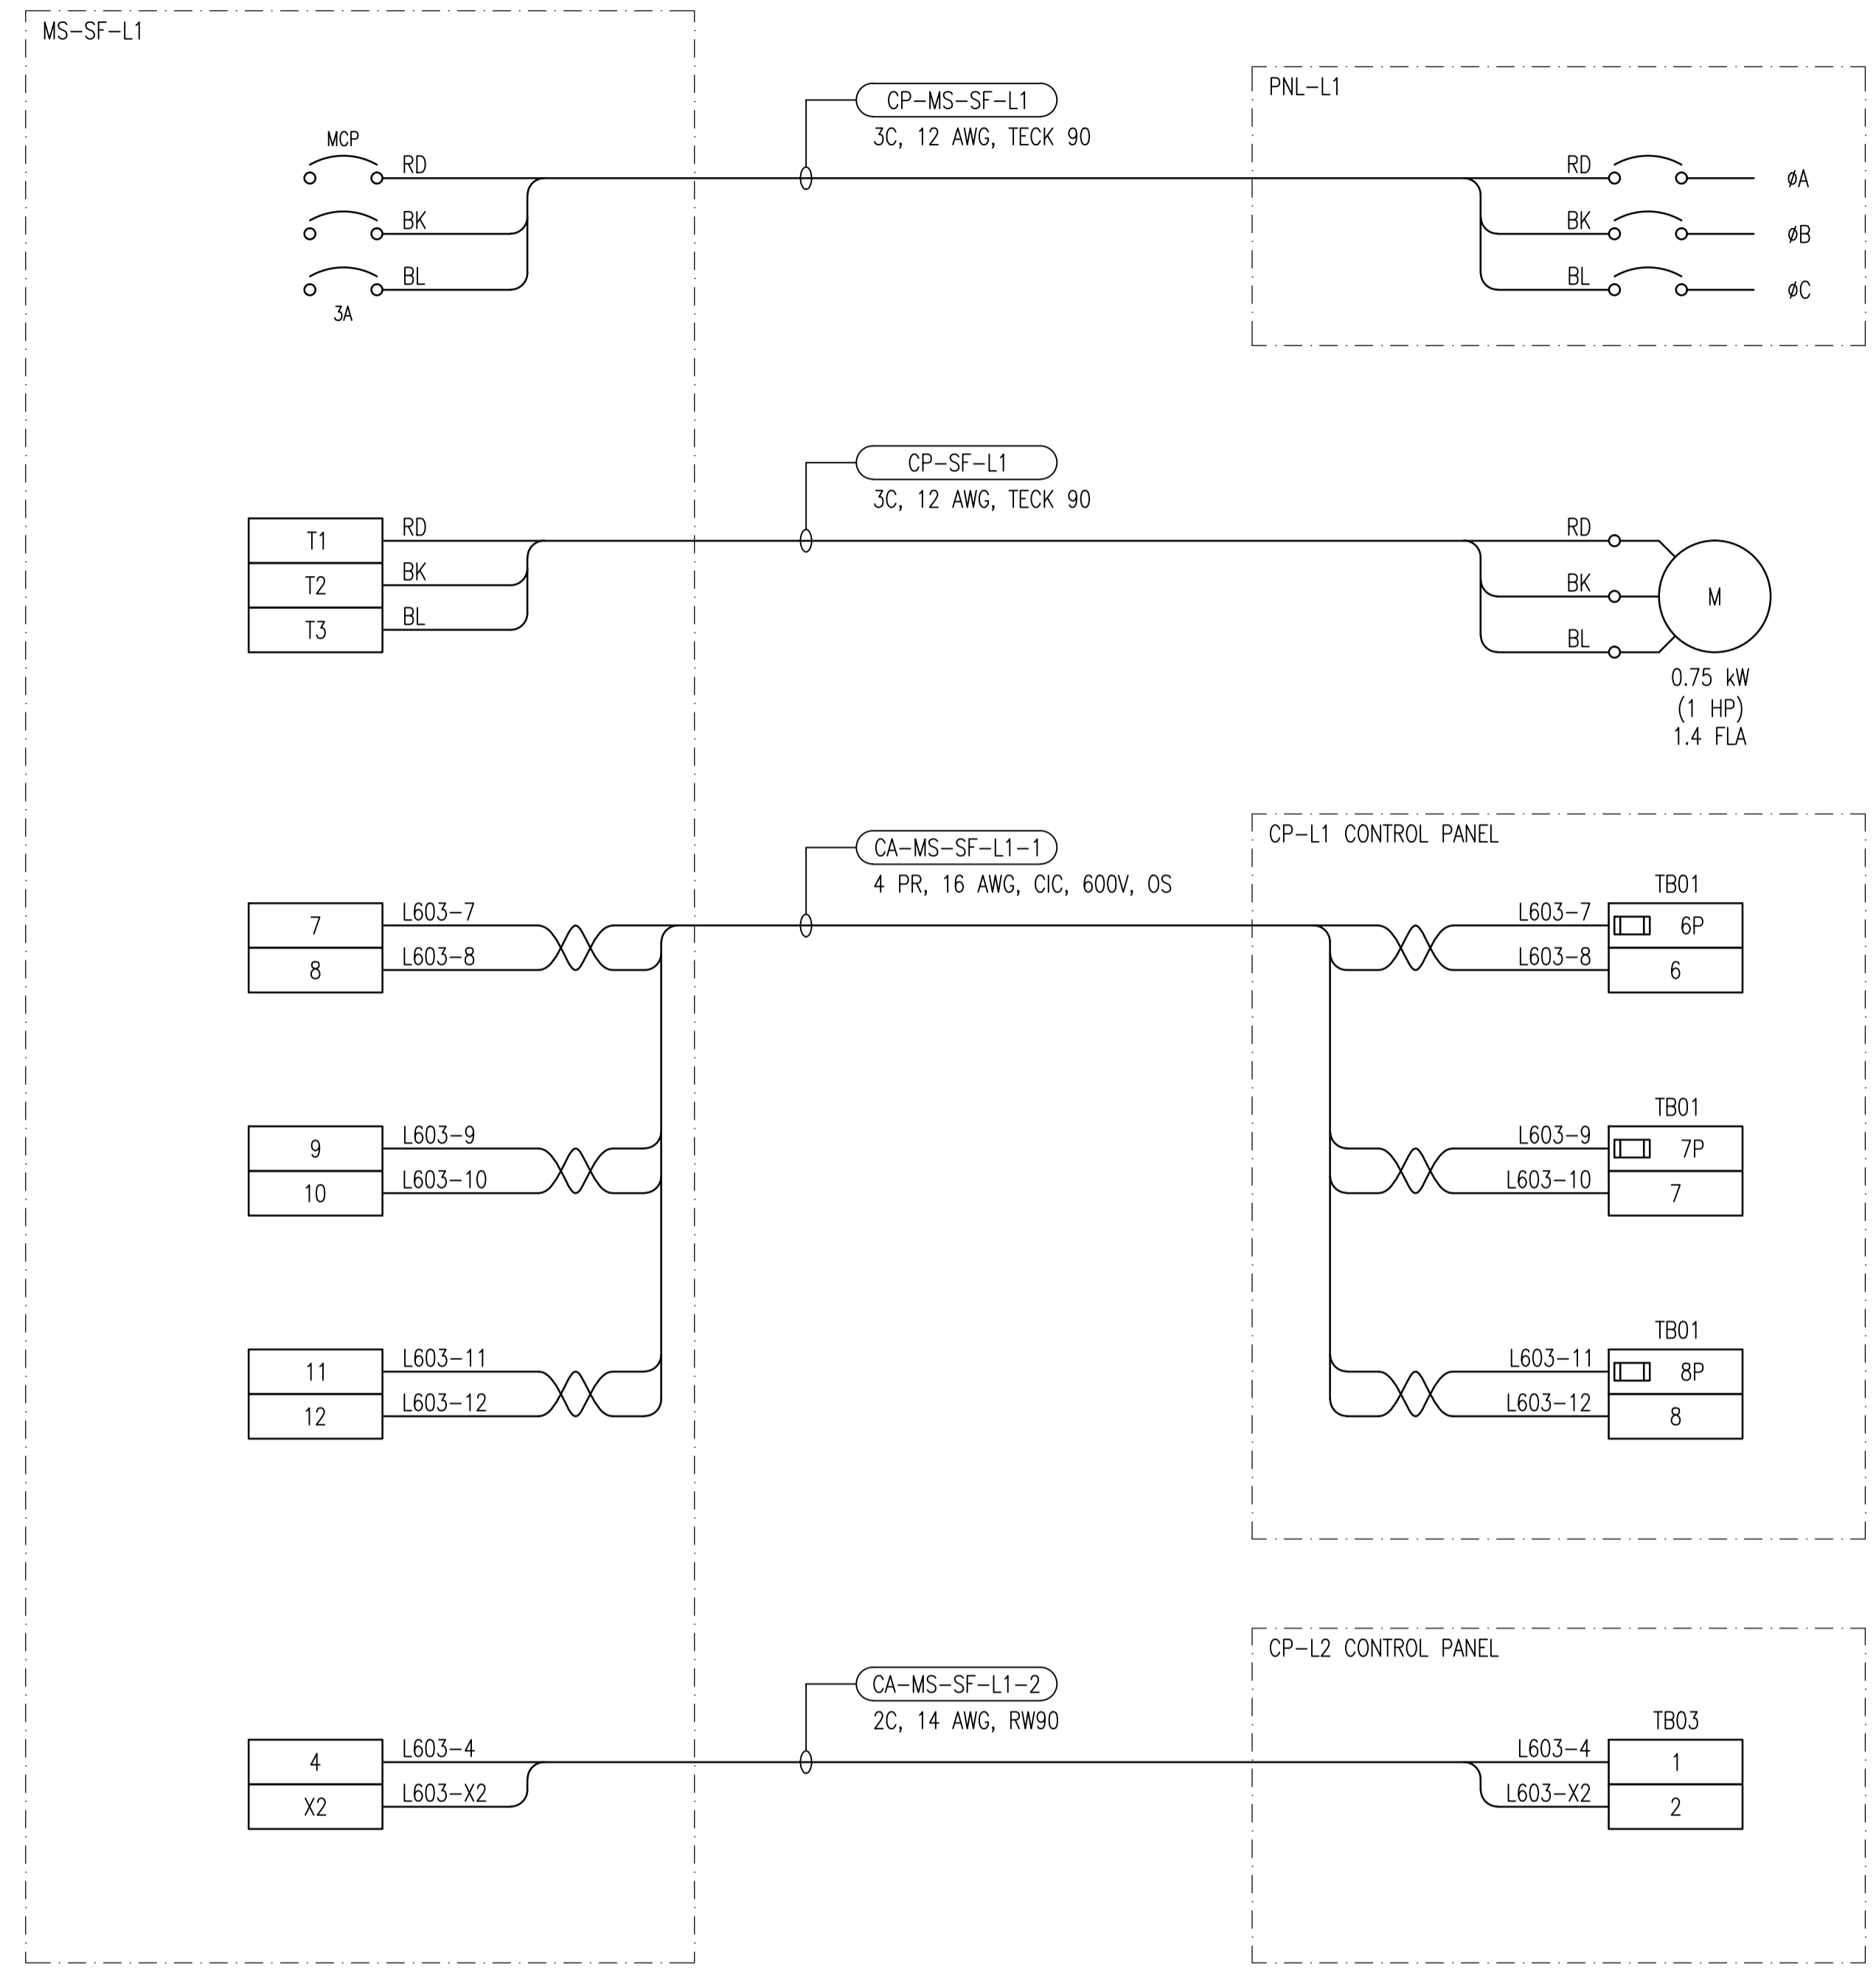 MS-SF-L1
PNL-L1
CP-MS-SF-L1
3C, 12 AWG, TECK 90
MCP
RD
BK
BL
3A
RD
BK
BL
øA
øB
øC
CP-SF-L1
3C, 12 AWG, TECK 90
T1
T2
T3
RD
BK
BL
RD
BK
BL
M
0.75 kW
(1 HP)
1.4 FLA
CA-MS-SF-L1-1
4 PR, 16 AWG, CIC, 600V, OS
CP-L1 CONTROL PANEL
7
8
L603-7
L603-8
TB01
L603-7
L603-8
6P
6
9
10
L603-9
L603-10
TB01
L603-9
L603-10
7P
7
11
12
L603-11
L603-12
TB01
L603-11
L603-12
8P
8
CP-L2 CONTROL PANEL
CA-MS-SF-L1-2
2C, 14 AWG, RW90
4
X2
L603-4
L603-X2
TB03
L603-4
L603-X2
1
2